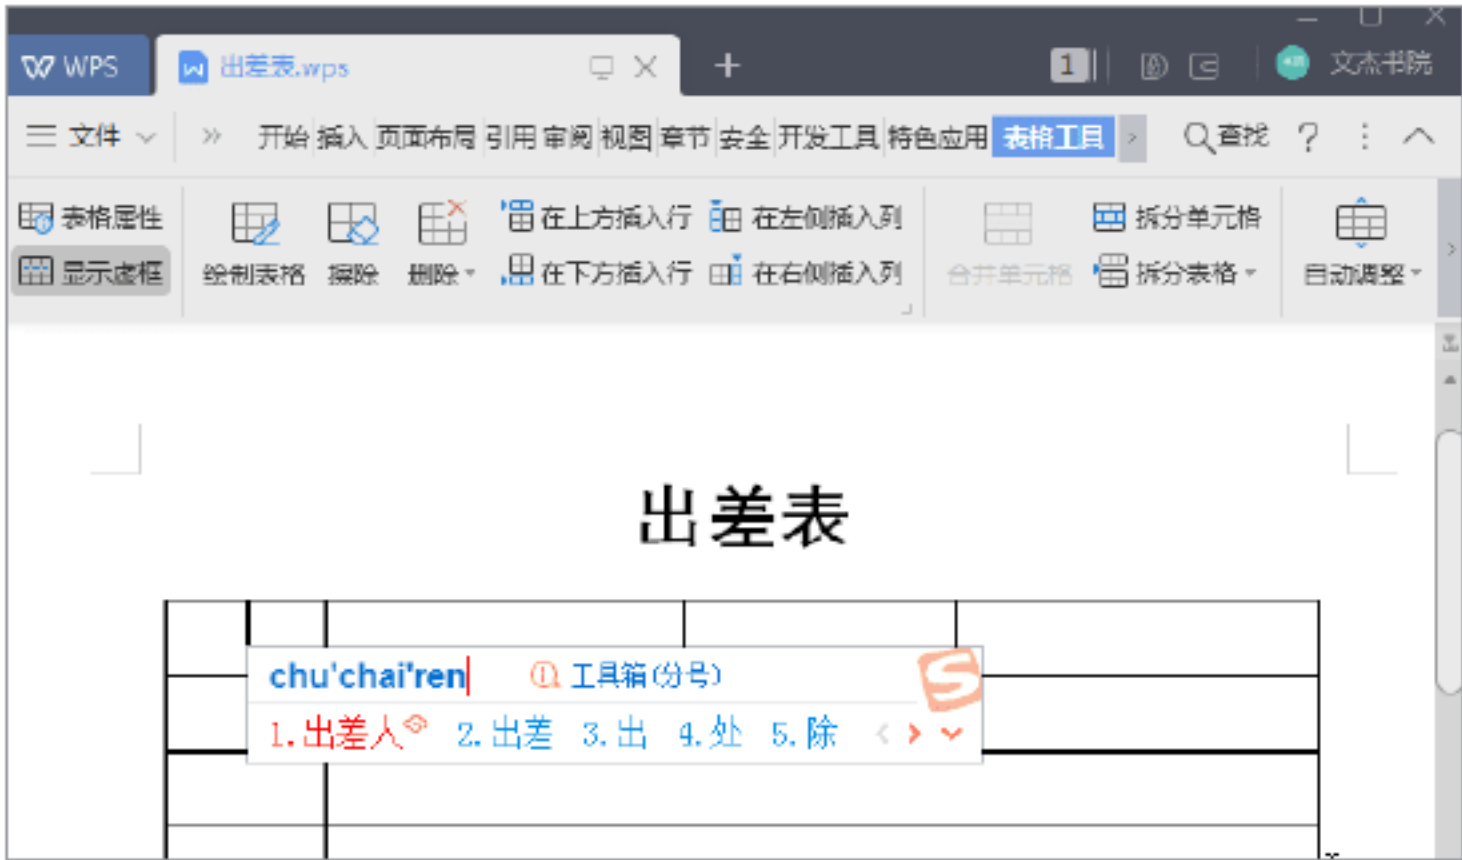 WPS 出差表.wps 1 文杰书院
文件 开始 插入 页面布局 引用 审阅 视图 章节 安全 开发工具 特色应用 表格工具 查找 ?
表格属性 在上方插入行 在左侧插入列 拆分单元格
显示虚框 绘制表格 擦除 删除 在下方插入行 在右侧插入列 合并单元格 拆分表格 自动调整
出差表
chu'chai'ren 工具箱(分号)
1.出差人 2.出差 3.出 4.处 5.除